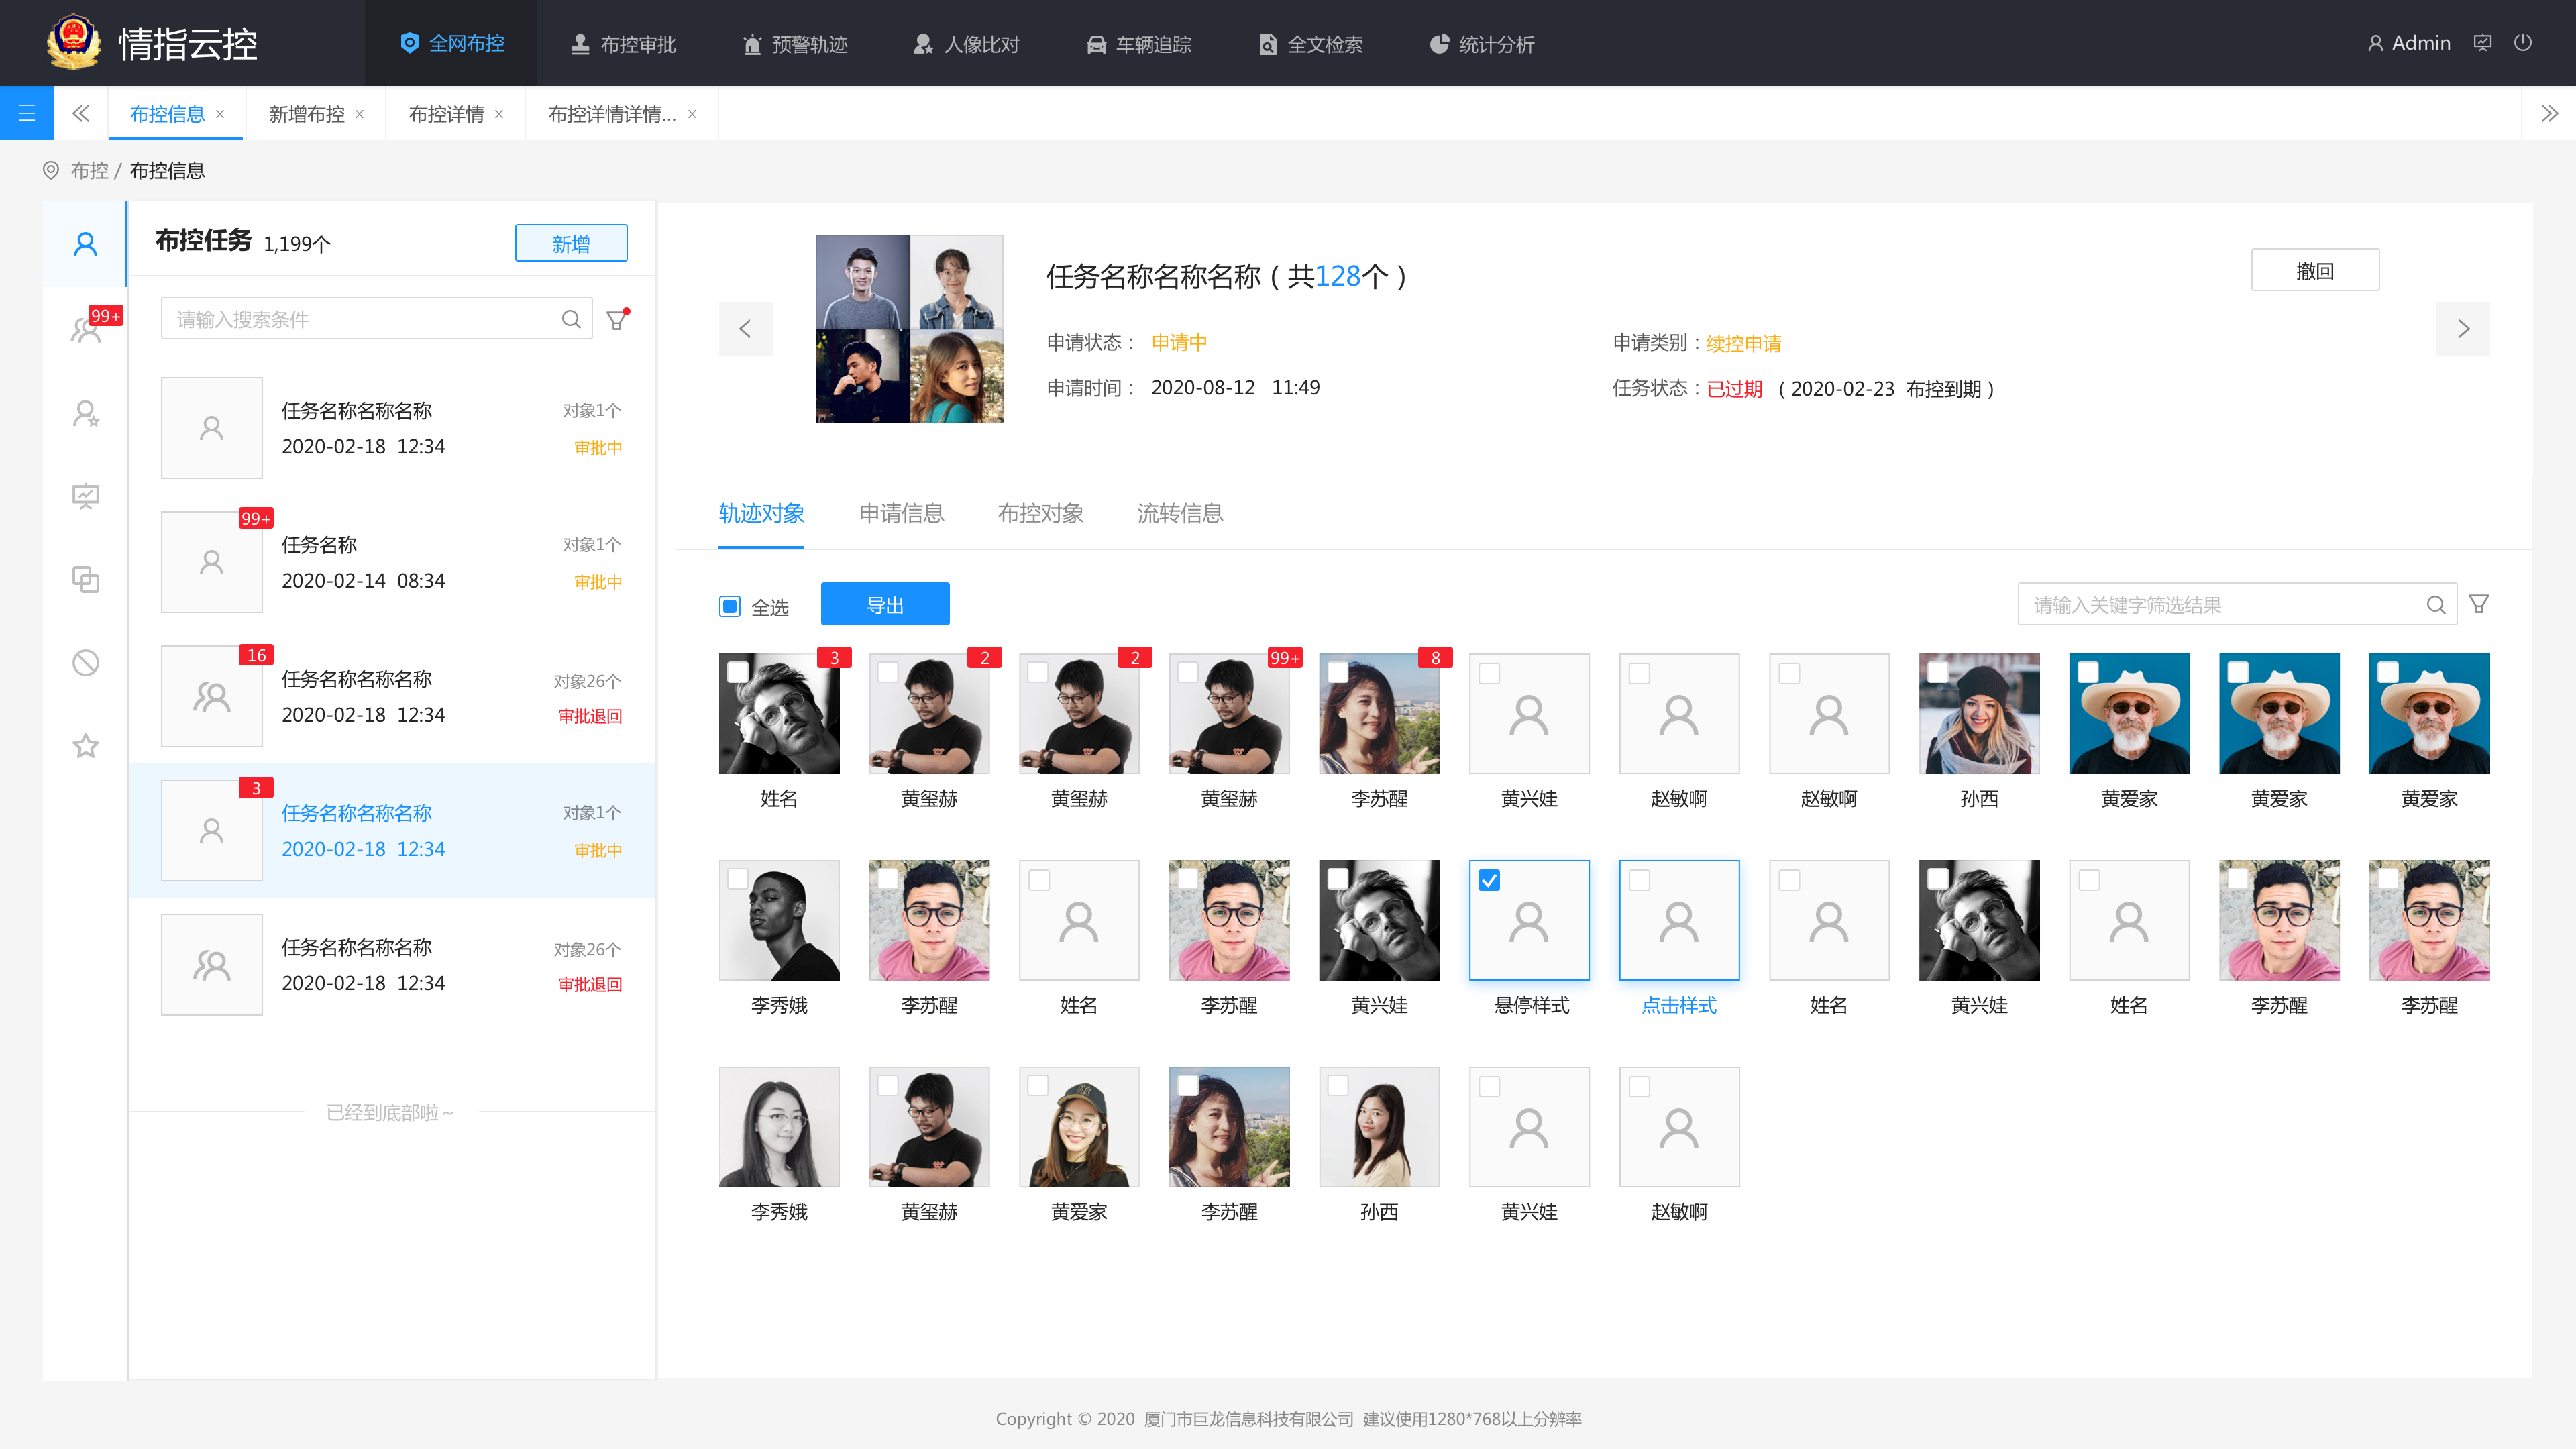 情指云控
全网布控
布控审批
预警轨迹
人像比对
车辆追踪
全文检索
统计分析
Admin
布控信息 ×
新增布控 ×
布控详情 ×
布控详情详情... ×
布控 / 布控信息
99+
布控任务 1,199个
新增
请输入搜索条件
任务名称名称名称 对象1个
2020-02-18 12:34 审批中
99+
任务名称 对象1个
2020-02-14 08:34 审批中
16
任务名称名称名称 对象26个
2020-02-18 12:34 审批退回
3
任务名称名称名称 对象1个
2020-02-18 12:34 审批中
任务名称名称名称 对象26个
2020-02-18 12:34 审批退回
已经到底部啦~
任务名称名称名称（共128个）
撤回
申请状态： 申请中
申请类别：续控申请
申请时间： 2020-08-12 11:49
任务状态：已过期 （2020-02-23 布控到期）
轨迹对象 申请信息 布控对象 流转信息
全选
导出
请输入关键字筛选结果
3 2 2 99+ 8
姓名 黄玺赫 黄玺赫 黄玺赫 李苏醒 黄兴娃 赵敏啊 赵敏啊 孙西 黄爱家 黄爱家 黄爱家
李秀娥 李苏醒 姓名 李苏醒 黄兴娃 悬停样式 点击样式 姓名 黄兴娃 姓名 李苏醒 李苏醒
李秀娥 黄玺赫 黄爱家 李苏醒 孙西 黄兴娃 赵敏啊
Copyright © 2020 厦门市巨龙信息科技有限公司 建议使用1280*768以上分辨率